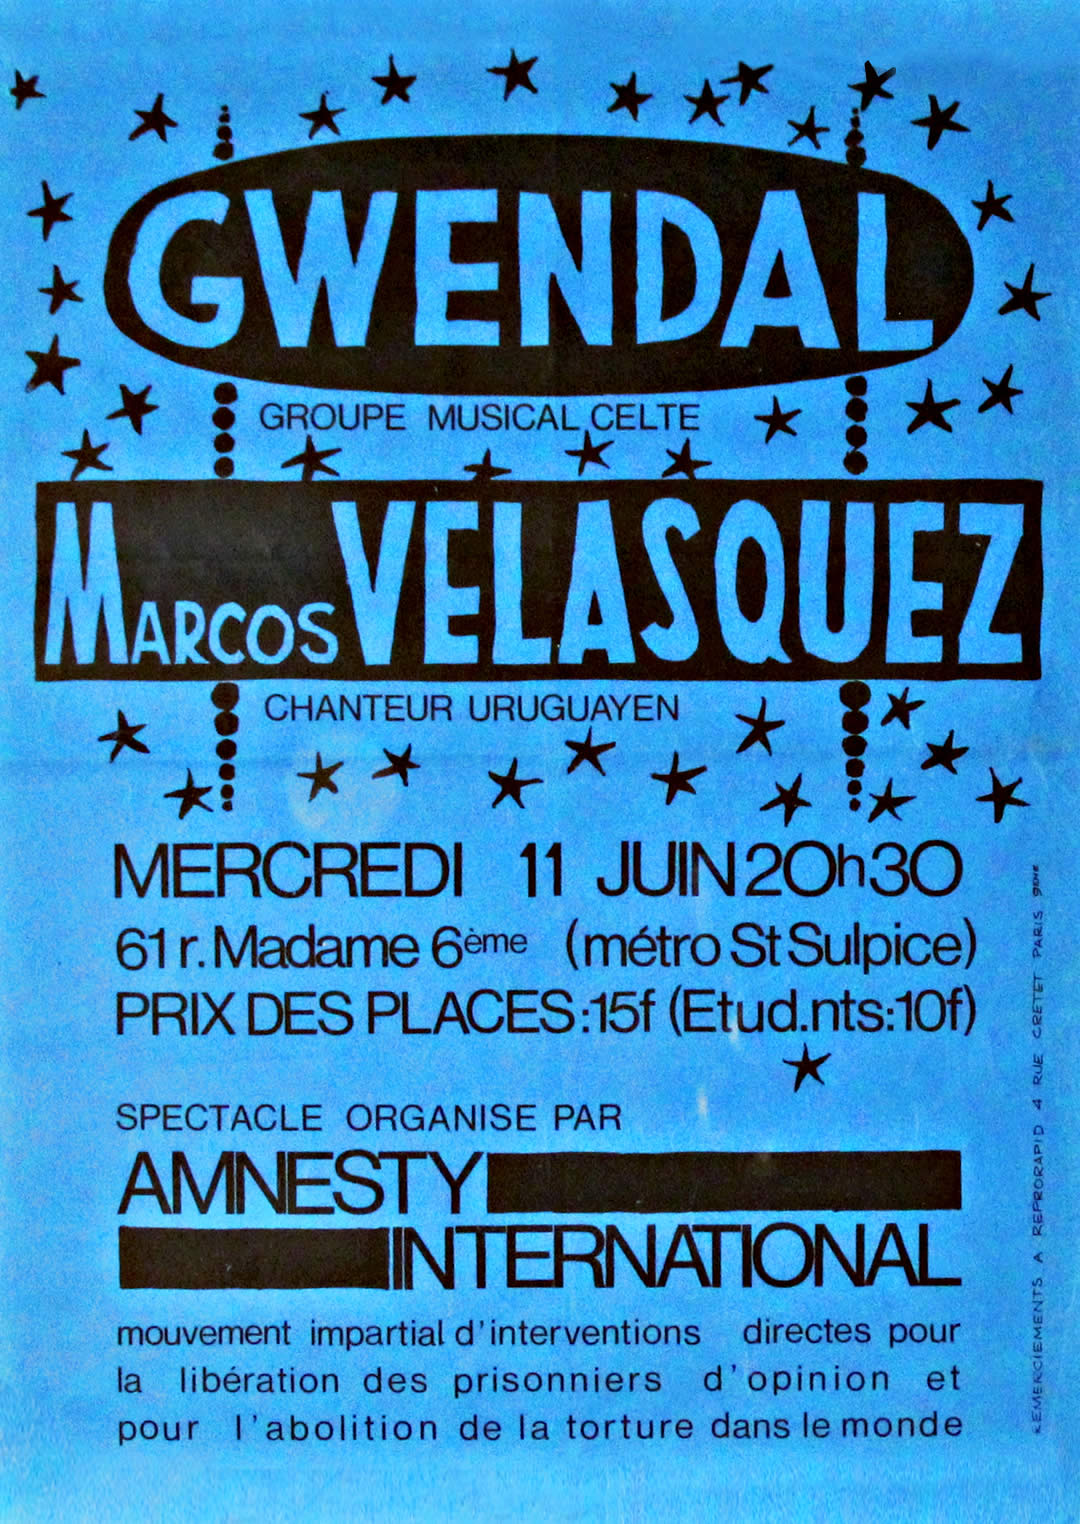 GWENDAL
GROUPE MUSICAL CELTE
MARCOS VELASQUEZ
CHANTEUR URUGUAYEN
MERCREDI 11 JUIN 20h30
61 r. Madame 6ème (métro St Sulpice)
PRIX DES PLACES:15f (Etud.nts:10f)
SPECTACLE ORGANISE PAR
AMNESTY
INTERNATIONAL
mouvement impartial d'interventions directes pour
la libération des prisonniers d'opinion et
pour l'abolition de la torture dans le monde
REMERCIEMENTS A REPRORAPID 4 RUE CRETET PARIS 9eme